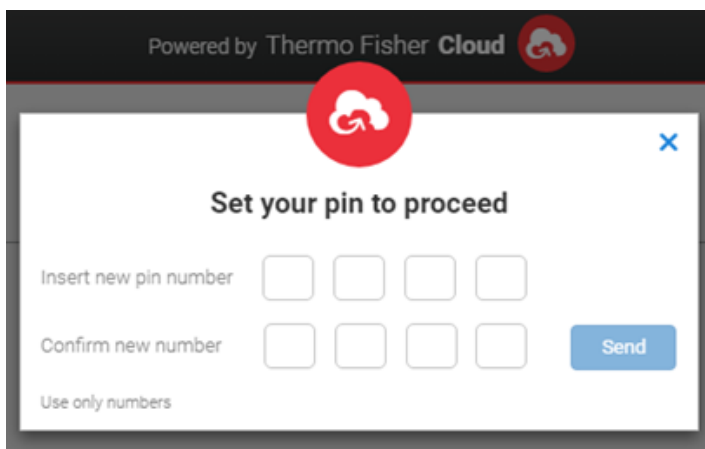 Powered by Thermo Fisher Cloud
Set your pin to proceed
Insert new pin number
Confirm new number
Send
Use only numbers